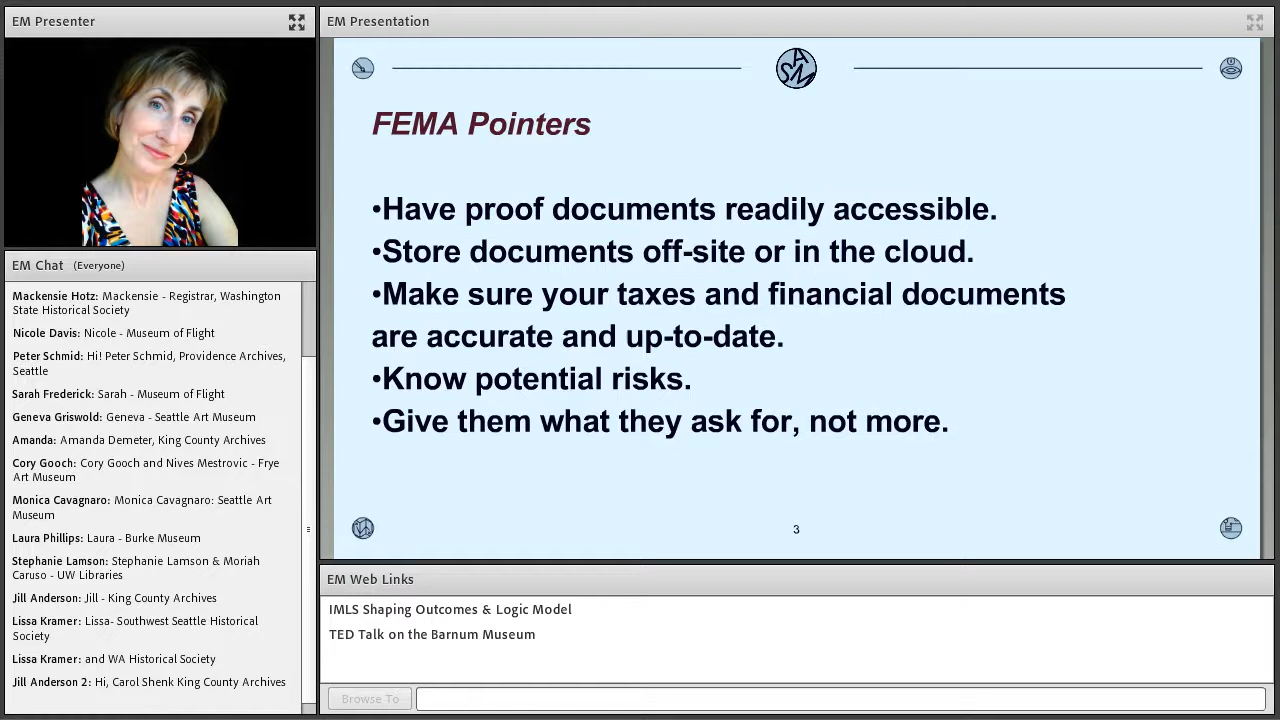 EM Presenter
EM Chat (Everyone)
Mackensie Hotz: Mackensie - Registrar, Washington
State Historical Society
Nicole Davis: Nicole - Museum of Flight
Peter Schmid: Hi! Peter Schmid, Providence Archives,
Seattle
Sarah Frederick: Sarah - Museum of Flight
Geneva Griswold: Geneva - Seattle Art Museum
Amanda: Amanda Demeter, King County Archives
Cory Gooch: Cory Gooch and Nives Mestrovic - Frye
Art Museum
Monica Cavagnaro: Monica Cavagnaro: Seattle Art
Museum
Laura Phillips: Laura - Burke Museum
Stephanie Lamson: Stephanie Lamson & Moriah
Caruso - UW Libraries
Jill Anderson: Jill - King County Archives
Lissa Kramer: Lissa- Southwest Seattle Historical
Society
Lissa Kramer: and WA Historical Society
Jill Anderson 2: Hi, Carol Shenk King County Archives
EM Presentation
ASM
FEMA Pointers
•Have proof documents readily accessible.
•Store documents off-site or in the cloud.
•Make sure your taxes and financial documents
are accurate and up-to-date.
•Know potential risks.
•Give them what they ask for, not more.
3
EM Web Links
IMLS Shaping Outcomes & Logic Model
TED Talk on the Barnum Museum
Browse To